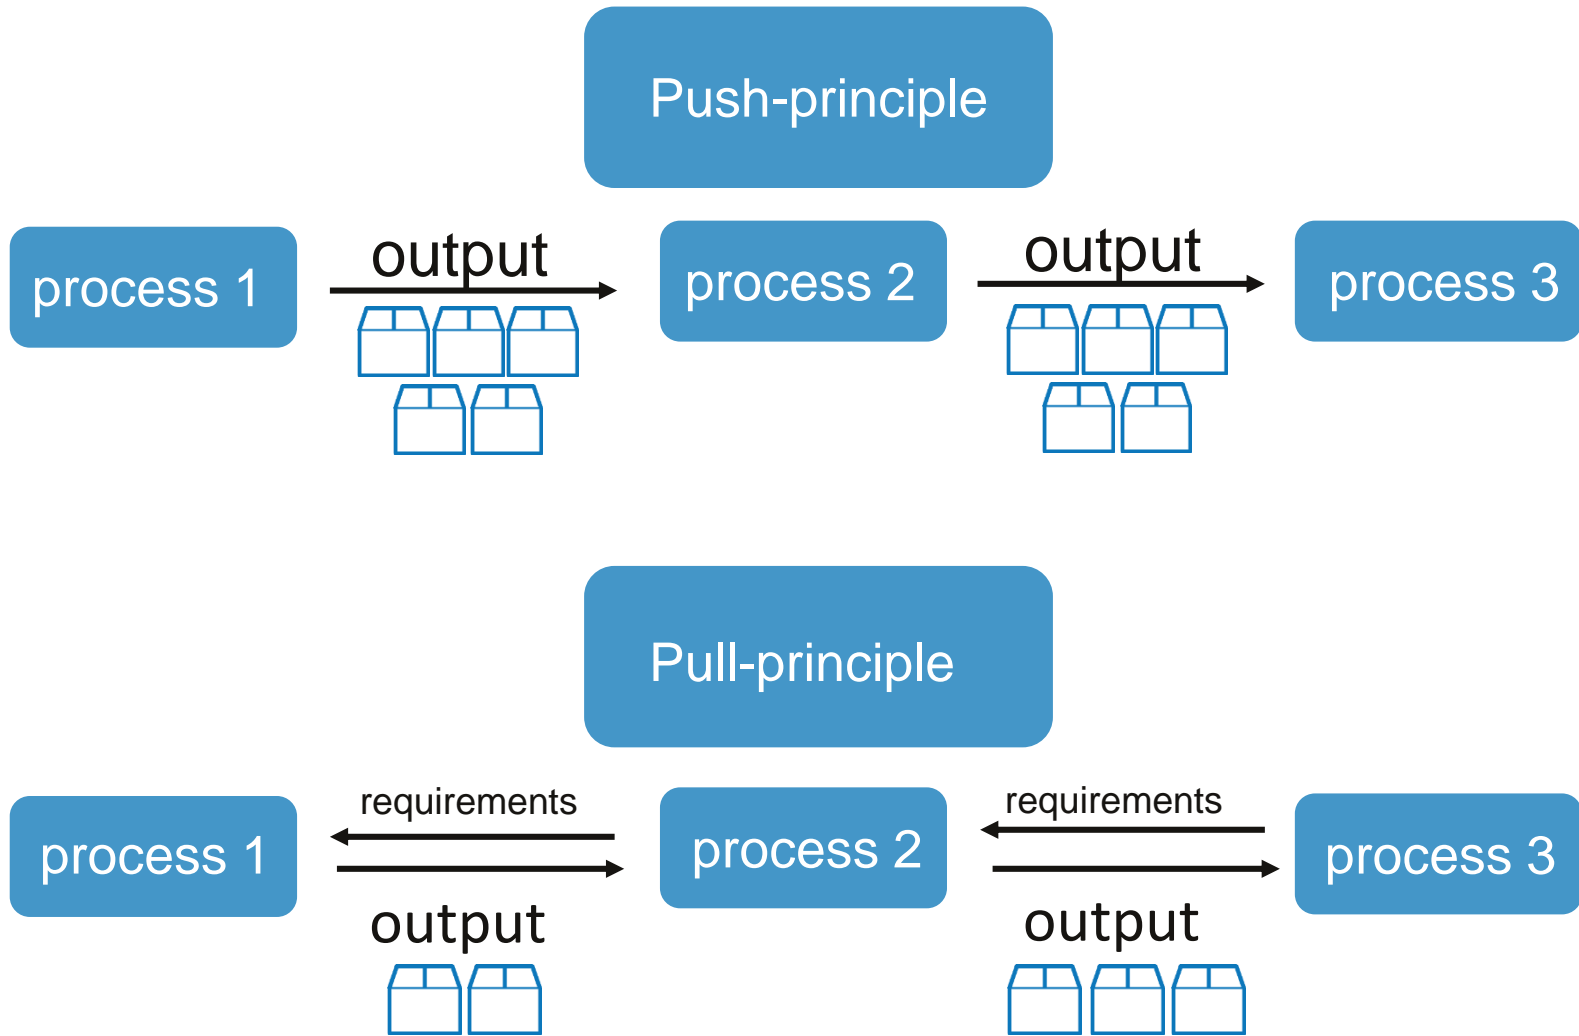 Push-principle
process 1
output
process 2
output
process 3
Pull-principle
process 1
requirements
output
process 2
requirements
output
process 3